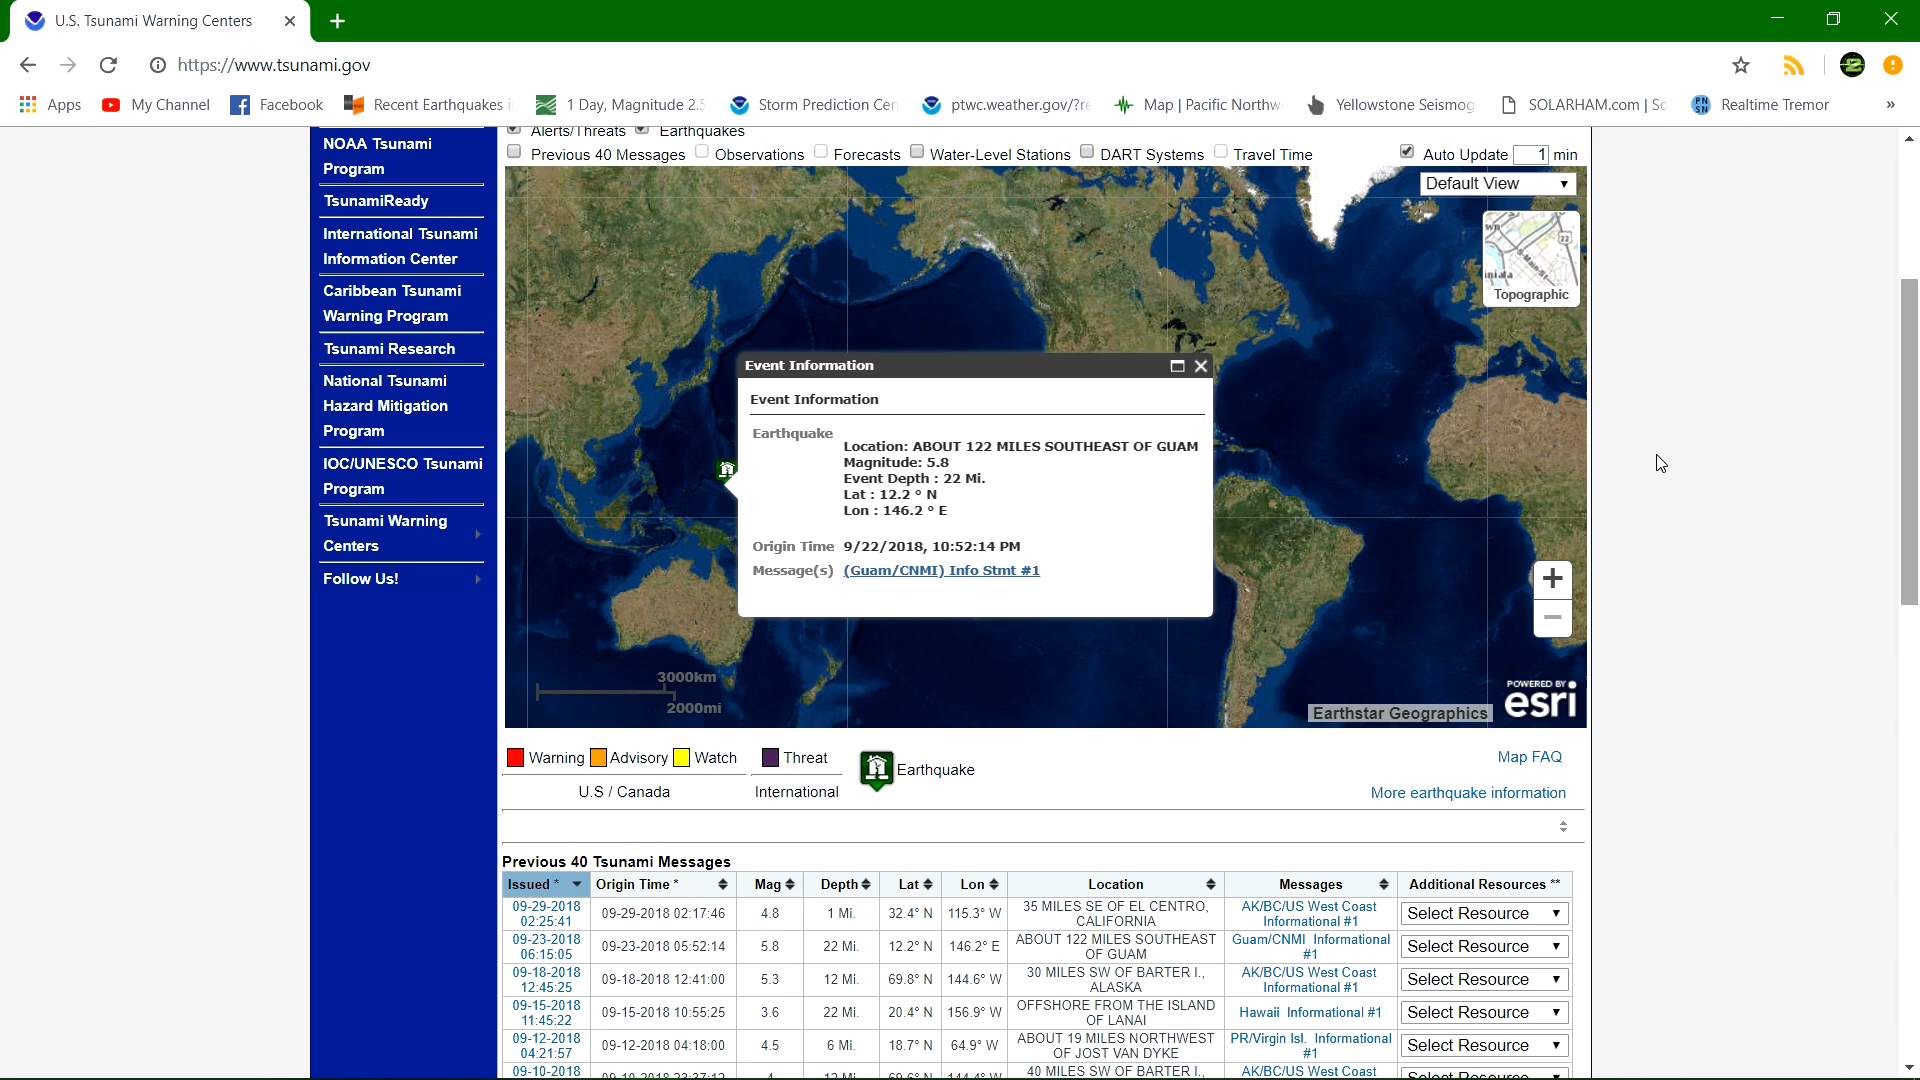 U.S. Tsunami Warning Centers
https://www.tsunami.gov
Apps My Channel Facebook Recent Earthquakes 1 Day, Magnitude 2.5 Storm Prediction Cen ptwc.weather.gov/?re Map | Pacific Northw Yellowstone Seismog SOLARHAM.com | Realtime Tremor »
NOAA Tsunami
Program
TsunamiReady
International Tsunami
Information Center
Caribbean Tsunami
Warning Program
Tsunami Research
National Tsunami
Hazard Mitigation
Program
IOC/UNESCO Tsunami
Program
Tsunami Warning
Centers
Follow Us!
Alerts/Threats Earthquakes
Previous 40 Messages Observations Forecasts Water-Level Stations DART Systems Travel Time Auto Update 1 min
Default View
Topographic
Event Information
Event Information
Earthquake
Location: ABOUT 122 MILES SOUTHEAST OF GUAM
Magnitude: 5.8
Event Depth : 22 Mi.
Lat : 12.2 ° N
Lon : 146.2 ° E
Origin Time 9/22/2018, 10:52:14 PM
Message(s) (Guam/CNMI) Info Stmt #1
3000km
2000mi
POWERED BY
esri
Earthstar Geographics
Warning Advisory Watch Threat Earthquake
U.S / Canada International
Map FAQ
More earthquake information
Previous 40 Tsunami Messages
Issued * Origin Time * Mag Depth Lat Lon Location Messages Additional Resources **
09-29-2018 02:25:41 09-29-2018 02:17:46 4.8 1 Mi. 32.4° N 115.3° W 35 MILES SE OF EL CENTRO, CALIFORNIA AK/BC/US West Coast Informational #1 Select Resource
09-23-2018 06:15:05 09-23-2018 05:52:14 5.8 22 Mi. 12.2° N 146.2° E ABOUT 122 MILES SOUTHEAST OF GUAM Guam/CNMI Informational #1 Select Resource
09-18-2018 12:45:25 09-18-2018 12:41:00 5.3 12 Mi. 69.8° N 144.6° W 30 MILES SW OF BARTER I., ALASKA AK/BC/US West Coast Informational #1 Select Resource
09-15-2018 11:45:22 09-15-2018 10:55:25 3.6 22 Mi. 20.4° N 156.9° W OFFSHORE FROM THE ISLAND OF LANAI Hawaii Informational #1 Select Resource
09-12-2018 04:21:57 09-12-2018 04:18:00 4.5 6 Mi. 18.7° N 64.9° W ABOUT 19 MILES NORTHWEST OF JOST VAN DYKE PR/Virgin Isl. Informational #1 Select Resource
09-10-2018 09-10-2018 23:37:12 4 12 Mi. 69.6° N 144.4° W 40 MILES SW OF BARTER I., AK/BC/US West Coast Select Resource